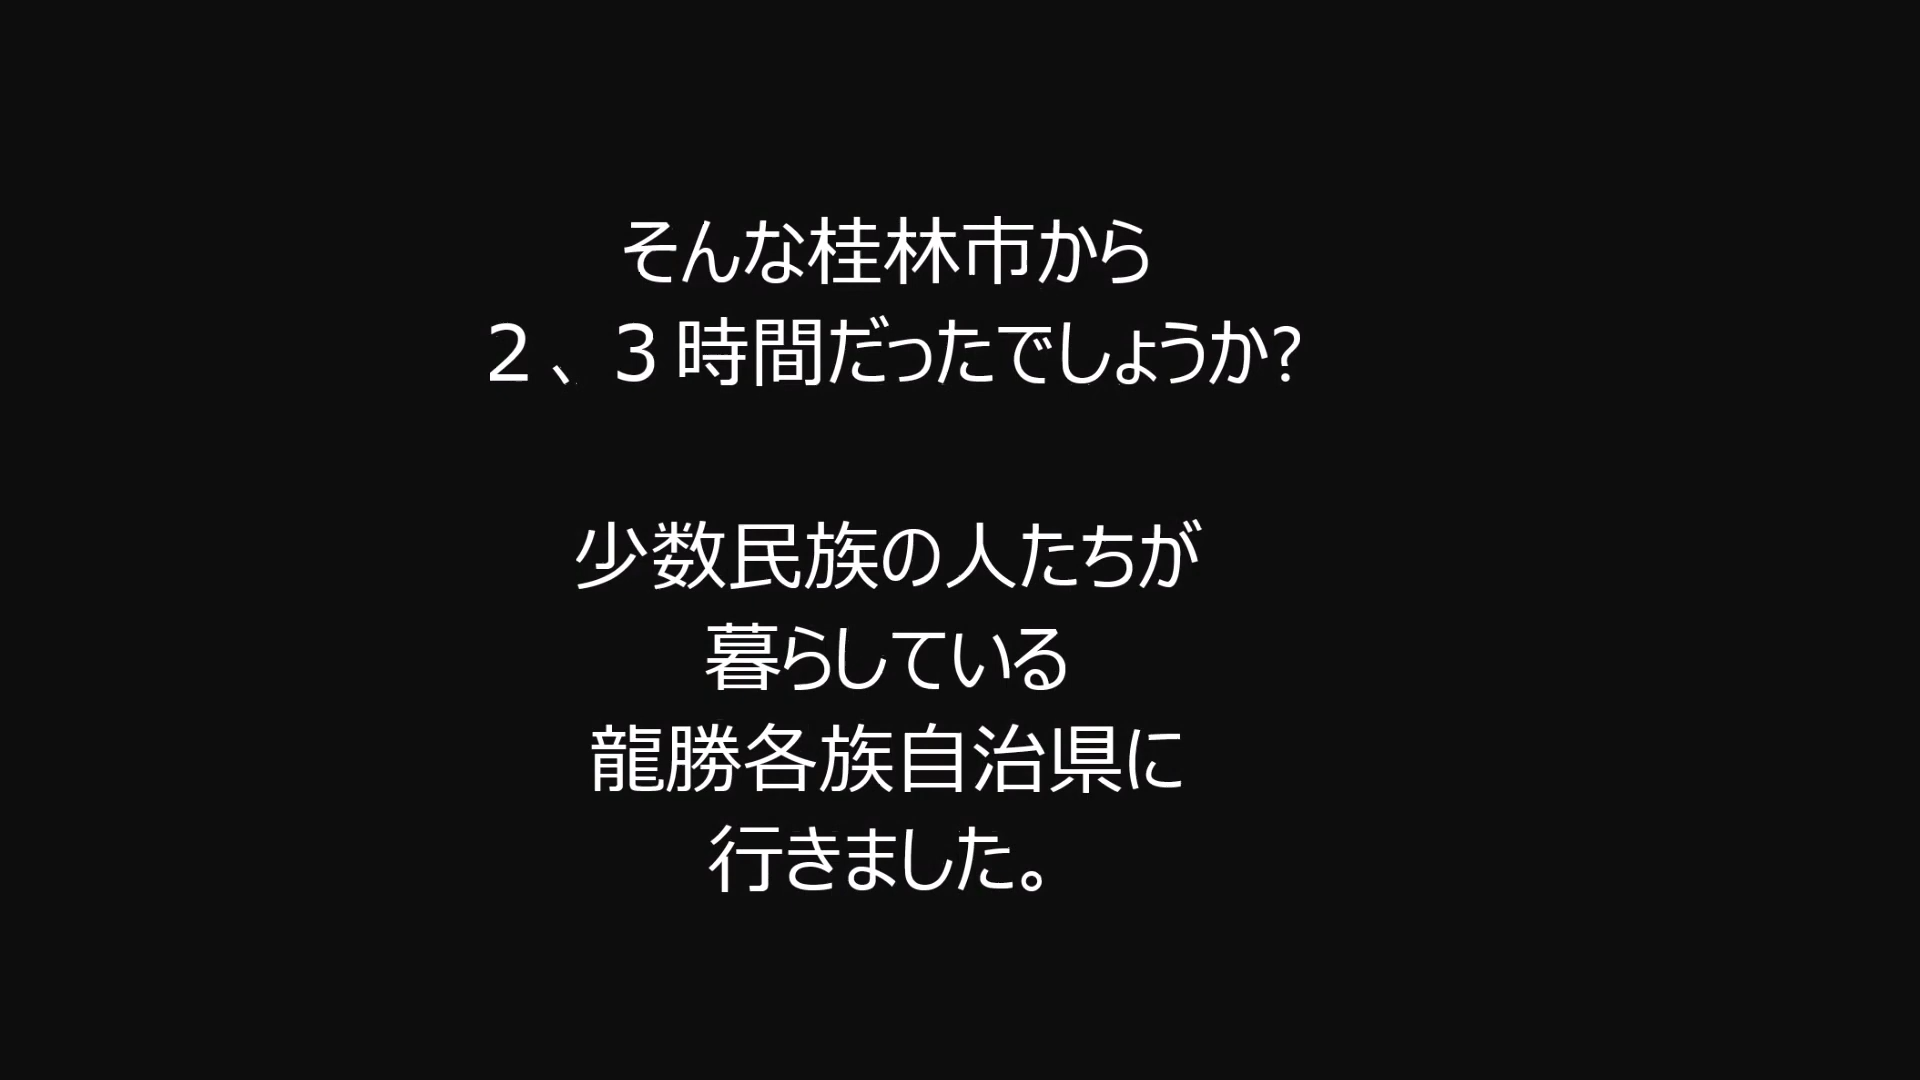 そんな桂林市から
２、３時間だったでしょうか?
少数民族の人たちが
暮らしている
龍勝各族自治県に
行きました。